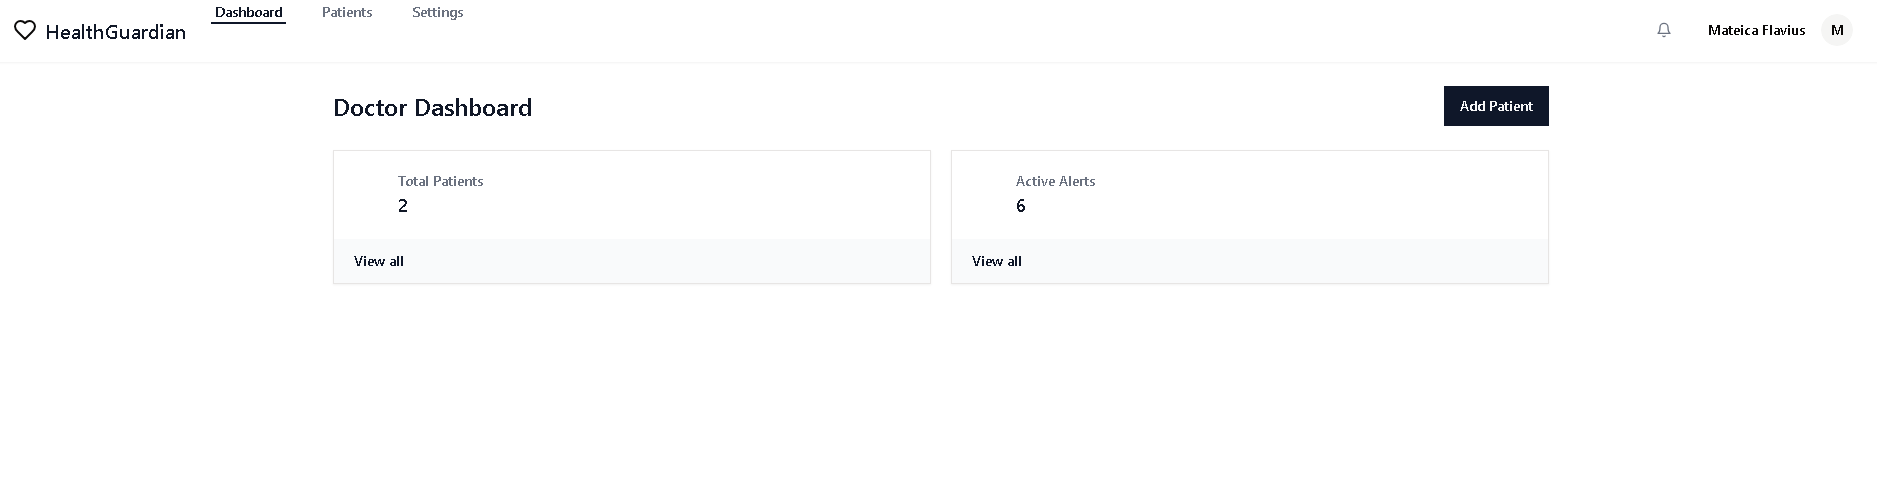 HealthGuardian
Dashboard Patients Settings
Mateica Flavius M
Doctor Dashboard
Add Patient
Total Patients
2
View all
Active Alerts
6
View all